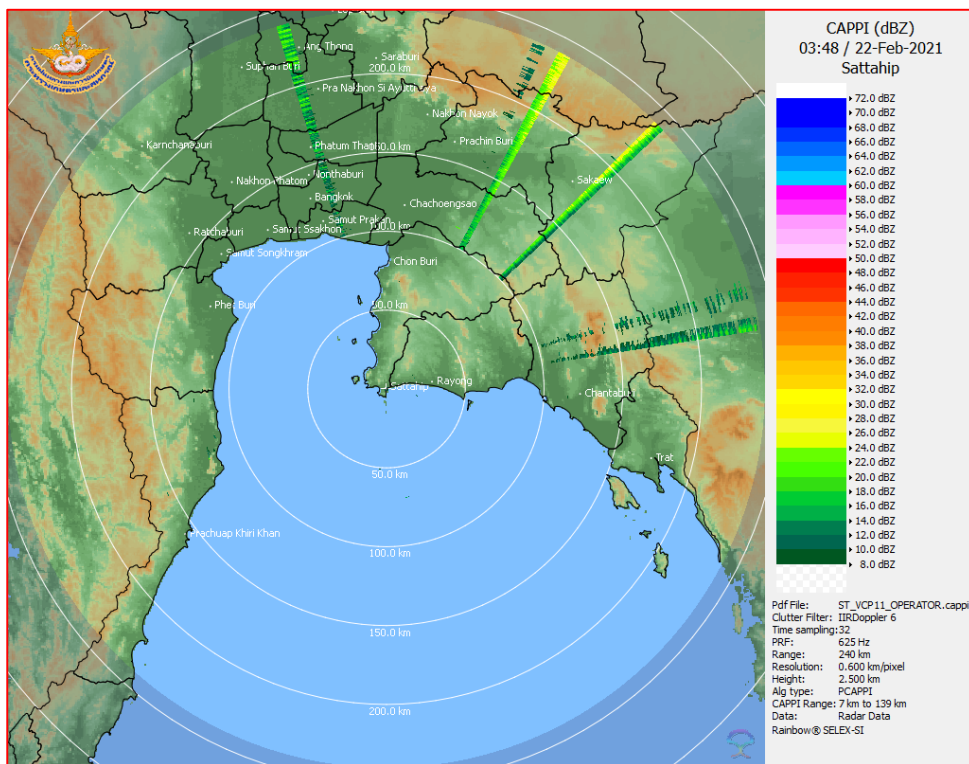 CAPPI (dBZ)
03:48 / 22-Feb-2021
Sattahip
72.0 dBZ
70.0 dBZ
68.0 dBZ
66.0 dBZ
64.0 dBZ
62.0 dBZ
60.0 dBZ
58.0 dBZ
56.0 dBZ
54.0 dBZ
52.0 dBZ
50.0 dBZ
48.0 dBZ
46.0 dBZ
44.0 dBZ
42.0 dBZ
40.0 dBZ
38.0 dBZ
36.0 dBZ
34.0 dBZ
32.0 dBZ
30.0 dBZ
28.0 dBZ
26.0 dBZ
24.0 dBZ
22.0 dBZ
20.0 dBZ
18.0 dBZ
16.0 dBZ
14.0 dBZ
12.0 dBZ
10.0 dBZ
8.0 dBZ
Pdf File: ST_VCP11_OPERATOR.cappi
Clutter Filter: IIRDoppler 6
Time sampling:32
PRF: 625 Hz
Range: 240 km
Resolution: 0.600 km/pixel
Height: 2.500 km
Alg type: PCAPPI
CAPPI Range: 7 km to 139 km
Data: Radar Data
Rainbow® SELEX-SI
Ang Thong
Saraburi
Suphan Buri
200.0 km
Pra Nakhon Si Ayutthaya
Nakhon Nayok
Prachin Buri
Karnchanaburi
Phatum Thani
150.0 km
Nonthaburi
Nakhon Phatom
Sakaew
Bangkok
Chachoengsao
Samut Prakan
Ratchaburi
Samut Ssakhon
100.0 km
Samut Songkhram
Chon Buri
Phet Buri
50.0 km
Sattahip
Rayong
Chantabu
Trat
50.0 km
Prachuap Khiri Khan
100.0 km
150.0 km
200.0 km